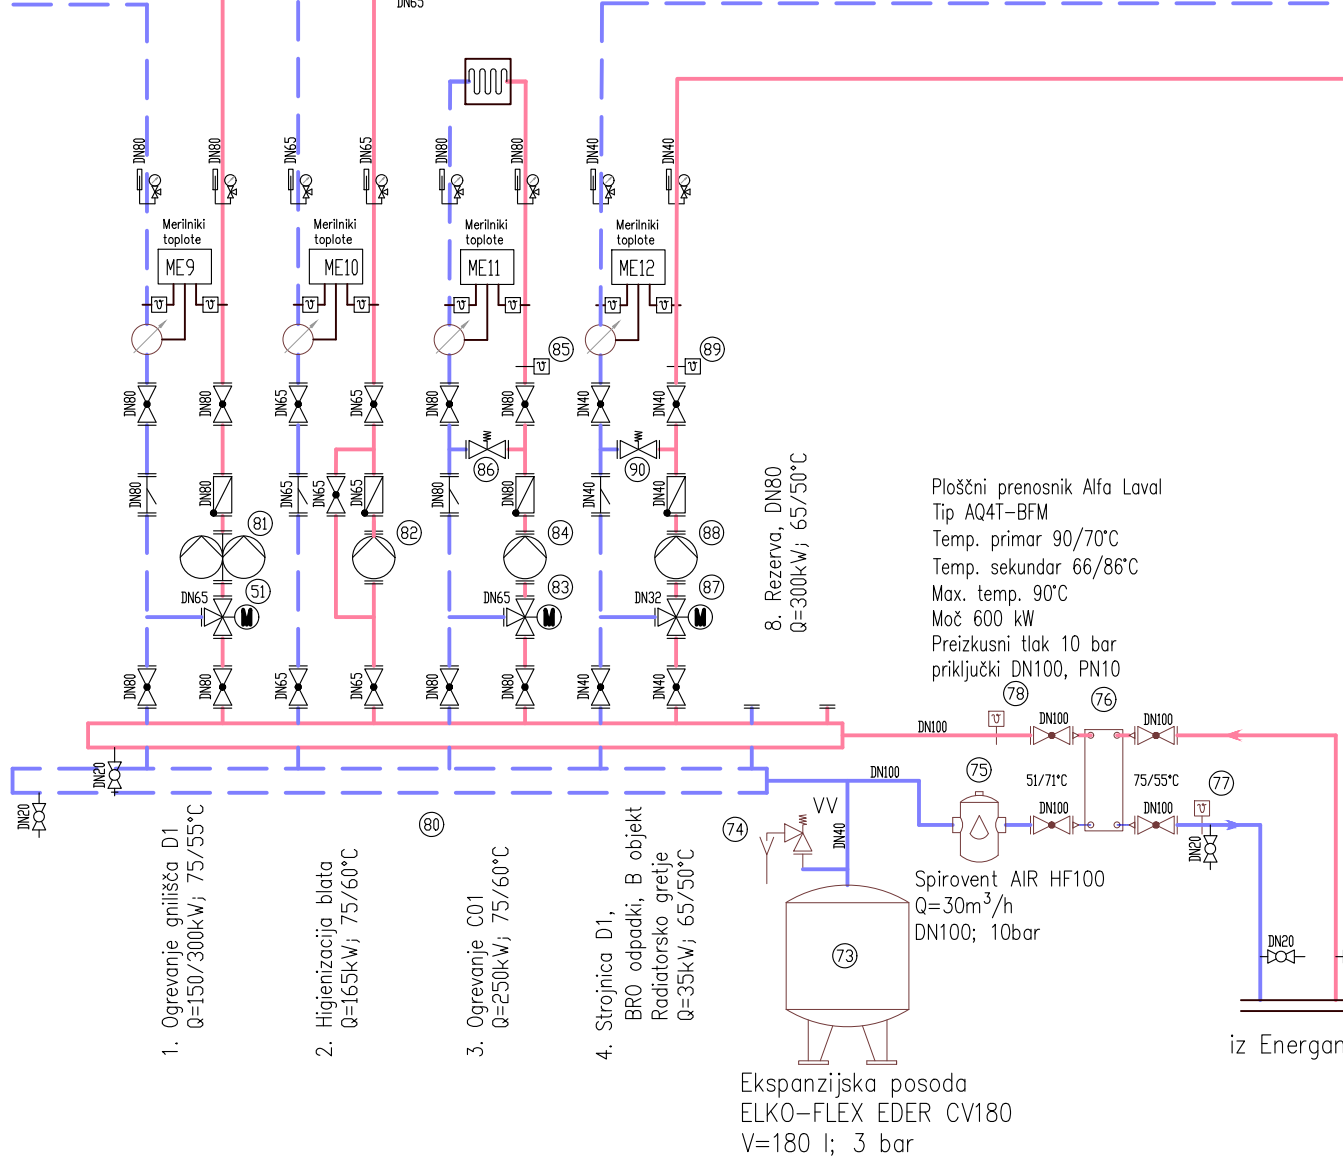 DN65
DN80
DN80
DN65
DN65
DN80
DN80
DN40
DN40
Merilniki
toplote
ME9
Merilniki
toplote
ME10
Merilniki
toplote
ME11
Merilniki
toplote
ME12
85
89
DN80
DN80
DN65
DN65
DN80
DN80
DN40
DN40
86
90
DN80
DN80
DN65
DN65
DN65
DN80
DN80
DN40
DN40
81
82
84
88
51
83
87
DN65
M
DN65
M
DN32
M
DN80
DN80
DN65
DN65
DN80
DN80
DN40
DN40
8. Rezerva, DN80
Q=300kW; 65/50°C
Ploščni prenosnik Alfa Laval
Tip AQ4T-BFM
Temp. primar 90/70°C
Temp. sekundar 66/86°C
Max. temp. 90°C
Moč 600 kW
Preizkusni tlak 10 bar
priključki DN100, PN10
78
76
DN100
DN100
DN100
DN20
DN20
DN100
75
51/71°C
75/55°C
77
DN100
DN100
DN20
80
74
VV
DN40
1. Ogrevanje gnilišča D1
Q=150/300kW; 75/55°C
2. Higienizacija blata
Q=165kW; 75/60°C
3. Ogrevanje CO1
Q=250kW; 75/60°C
4. Strojnica D1,
BRO odpadki, B objekt
Radiatorsko gretje
Q=35kW; 65/50°C
Spirovent AIR HF100
Q=30m³/h
DN100; 10bar
73
DN20
iz Energan
Ekspanzijska posoda
ELKO-FLEX EDER CV180
V=180 l; 3 bar